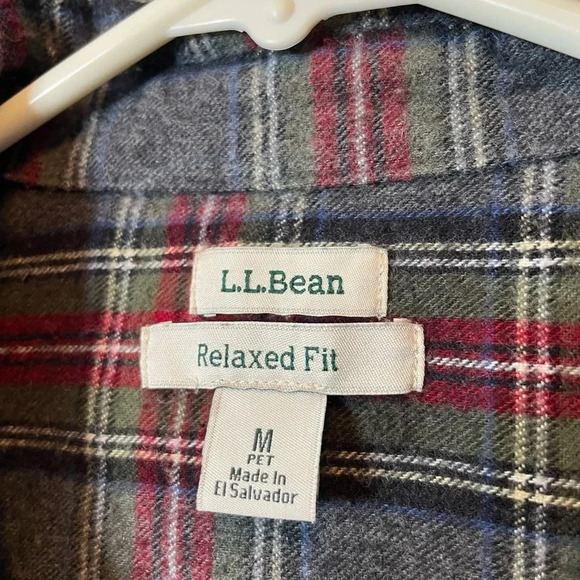 L.L.Bean
Relaxed Fit
M
PET
Made In
El Salvador